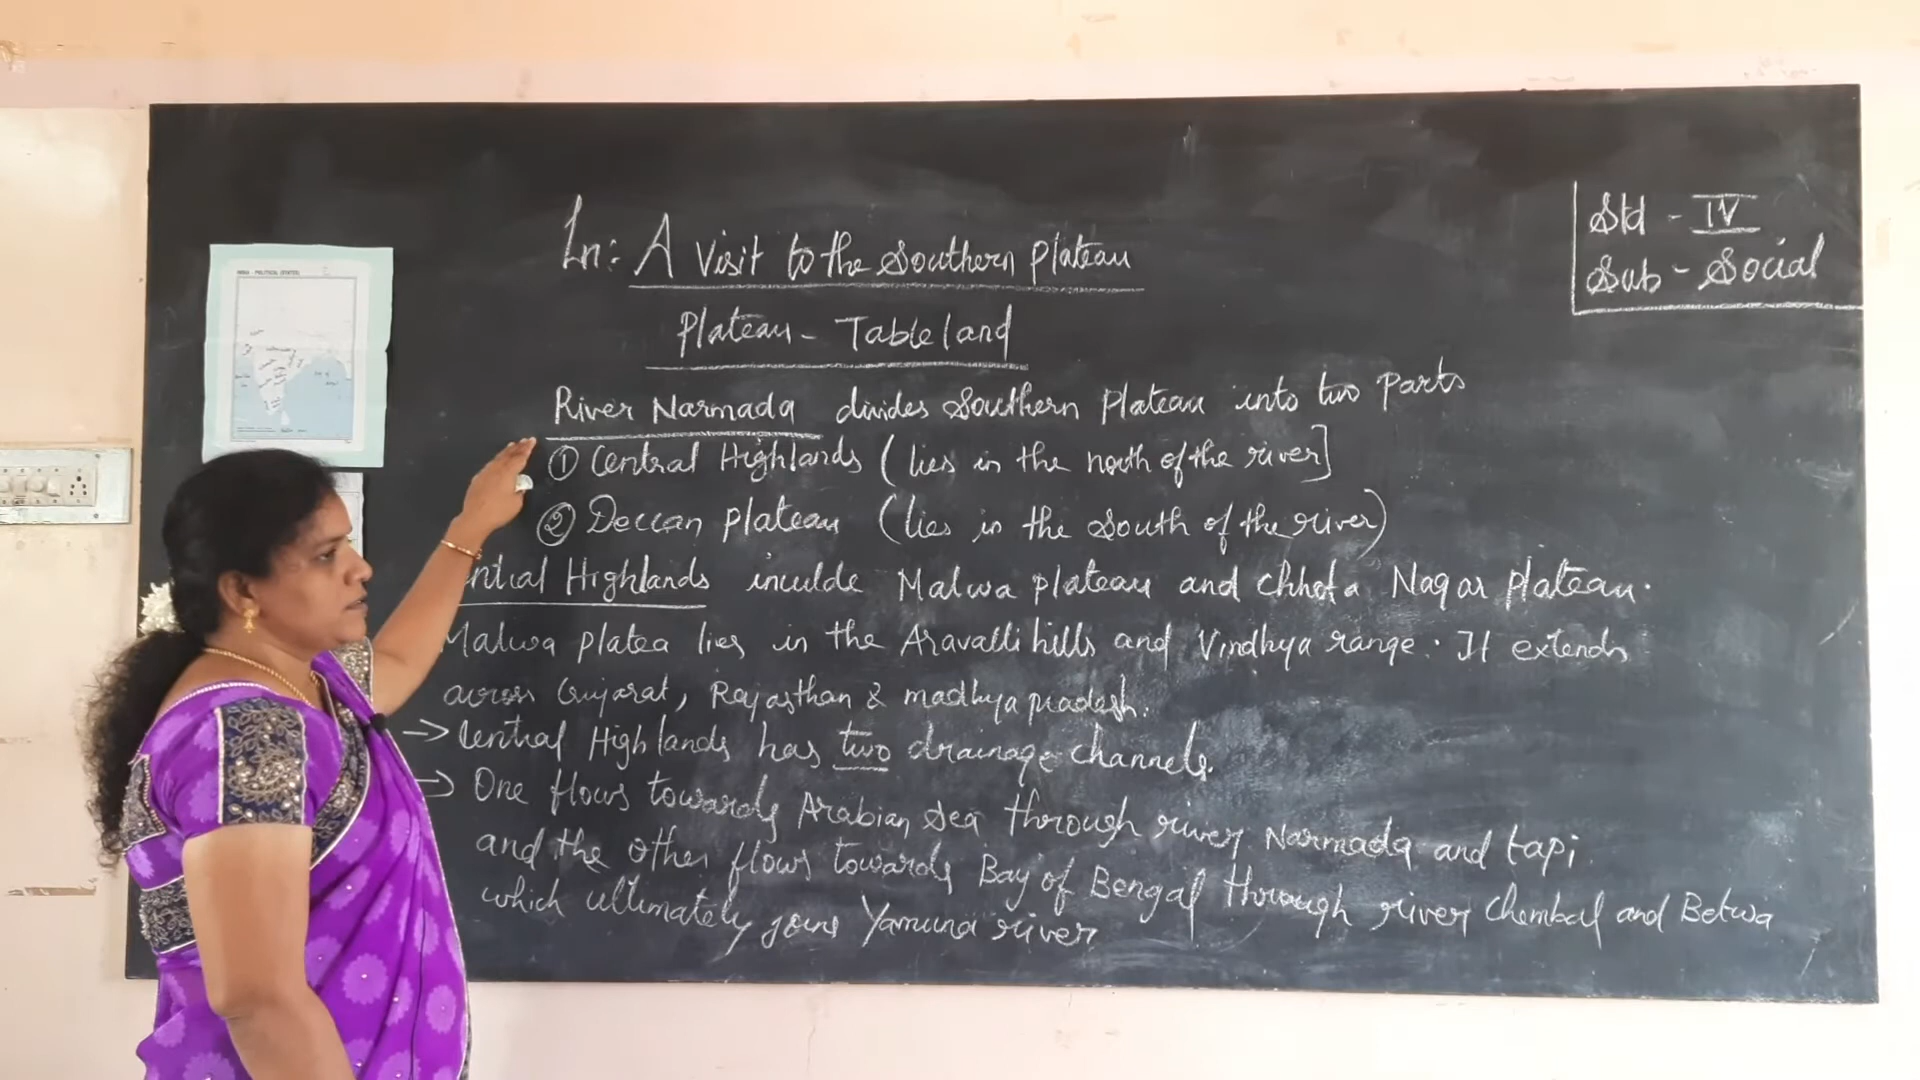 INDIA - POLITICAL (STATES)
Std - IV
Sub - Social
Ln: A Visit to the Southern plateau
Plateau - Table land
River Narmada divides Southern plateau into two parts
① Central Highlands (lies in the north of the river]
② Deccan plateau (lies in the South of the river)
ntral Highlands inculde Malwa plateau and Chhota Nagar plateau.
Malwa platea lies in the Aravalli hills and Vindhya range. It extends
across Gujarat, Rajasthan & madhya pradesh.
→ Central Highlands has two drainage channels.
→ One flows towards Arabian Sea through river Narmada and tapi
and the other flows towards Bay of Bengal through river Chambal and Betwa
which ultimately joins Yamuna river